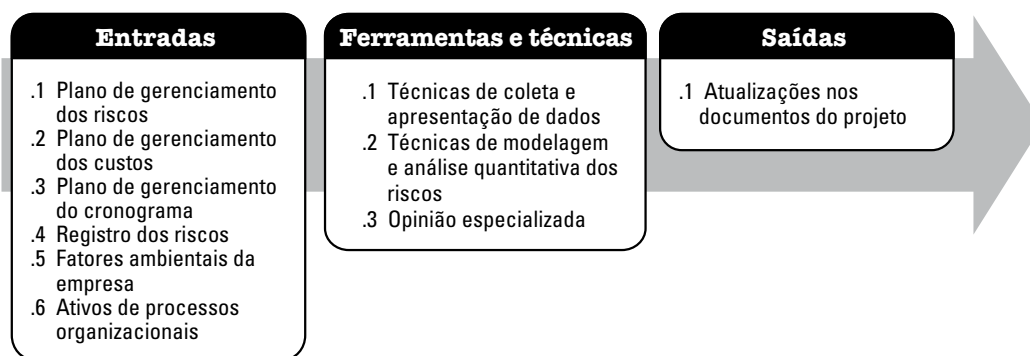 Entradas
.1 Plano de gerenciamento
dos riscos
.2 Plano de gerenciamento
dos custos
.3 Plano de gerenciamento
do cronograma
.4 Registro dos riscos
.5 Fatores ambientais da
empresa
.6 Ativos de processos
organizacionais
Ferramentas e técnicas
.1 Técnicas de coleta e
apresentação de dados
.2 Técnicas de modelagem
e análise quantitativa dos
riscos
.3 Opinião especializada
Saídas
.1 Atualizações nos
documentos do projeto